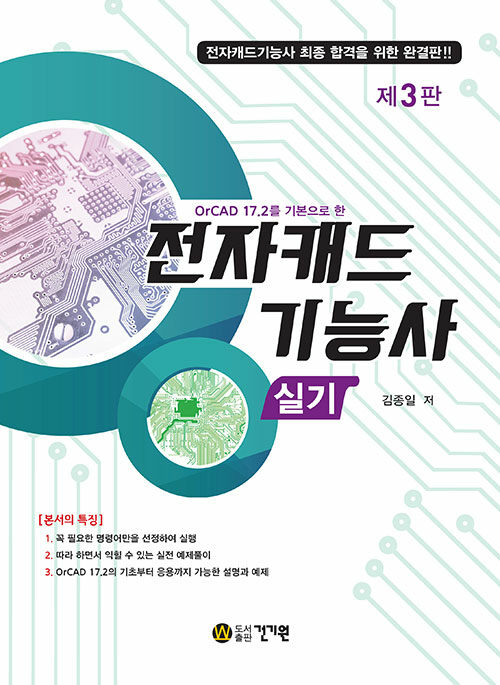 전자캐드기능사 최종 합격을 위한 완결판!!
제3판
OrCAD 17.2를 기본으로 한
전자캐드
기능사
실기
김종일 저
[본서의 특징]
1. 꼭 필요한 명령어만을 선정하여 실행
2. 따라 하면서 익힐 수 있는 실전 예제풀이
3. OrCAD 17.2의 기초부터 응용까지 가능한 설명과 예제
W 도서출판 건기원